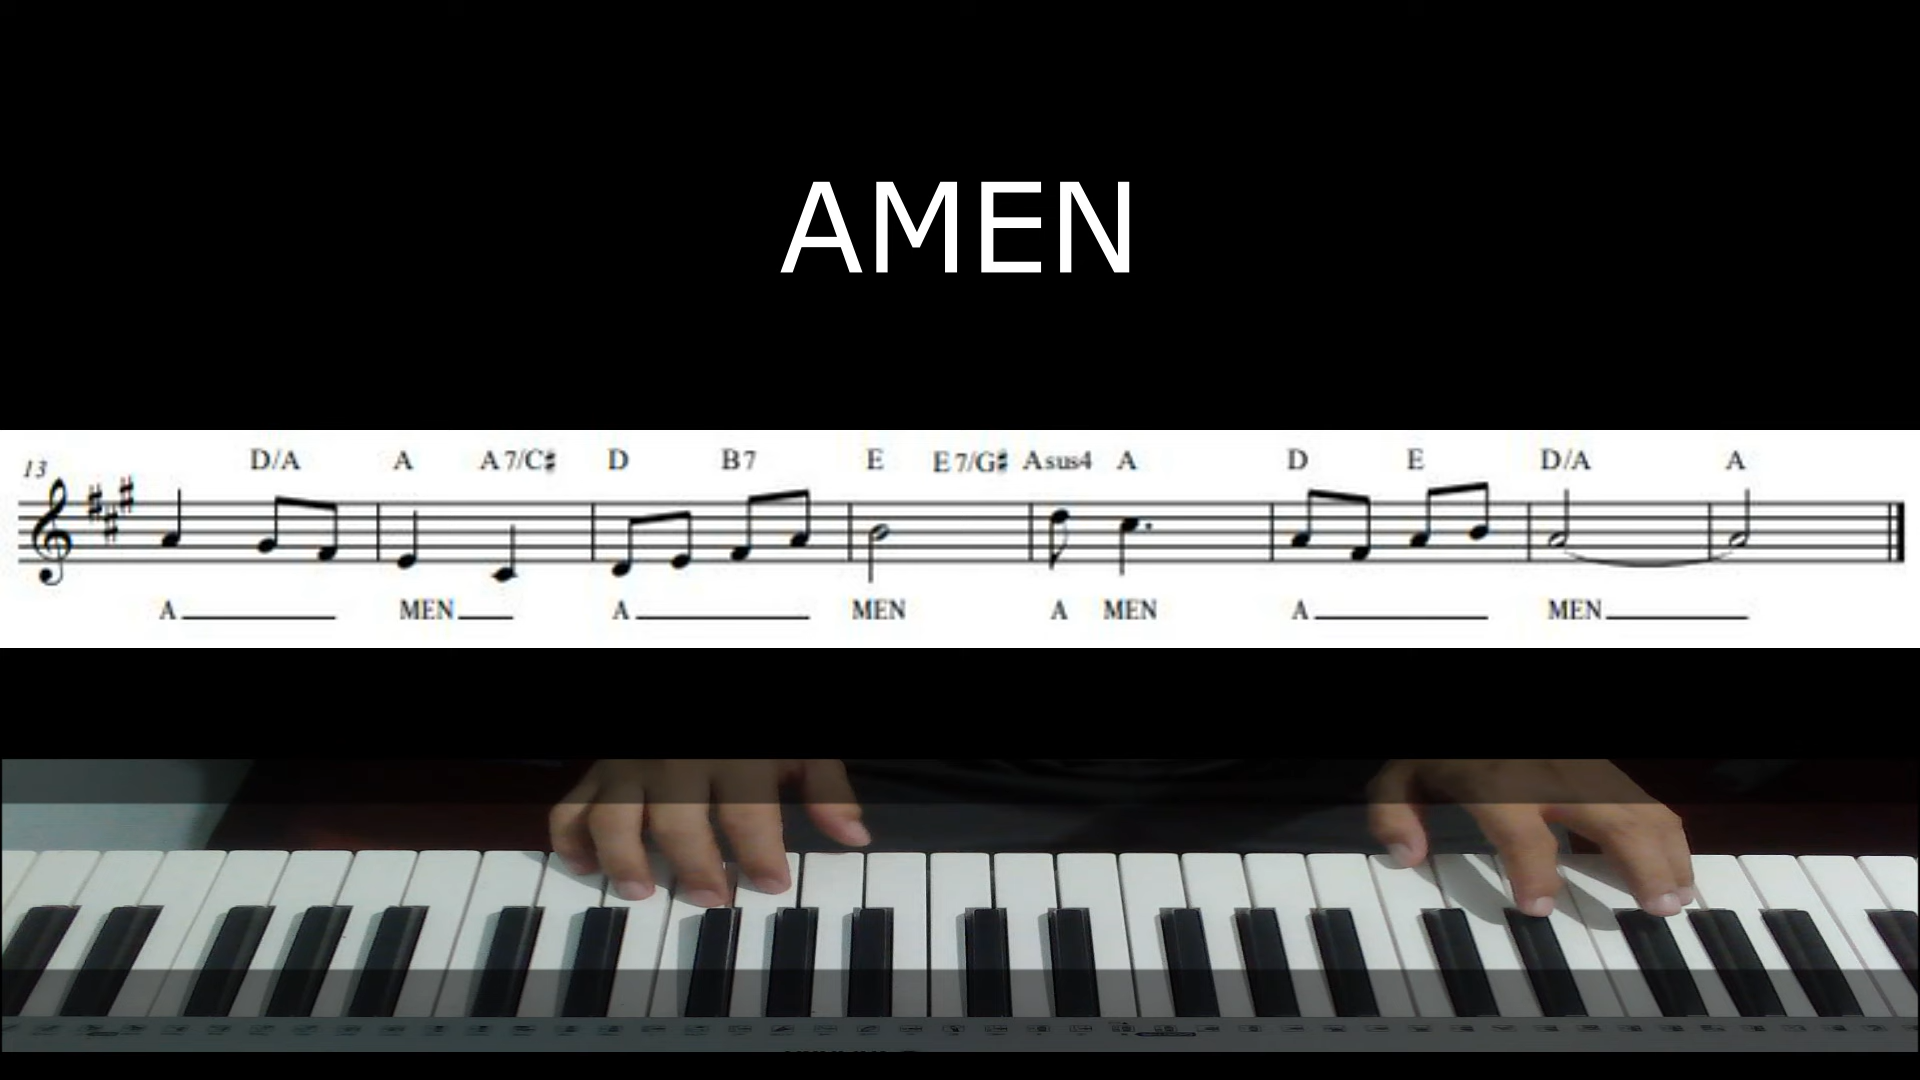 AMEN
13 D/A A A7/C♯ D B7 E E7/G♯ Asus4 A D E D/A A
A MEN A MEN A MEN A MEN